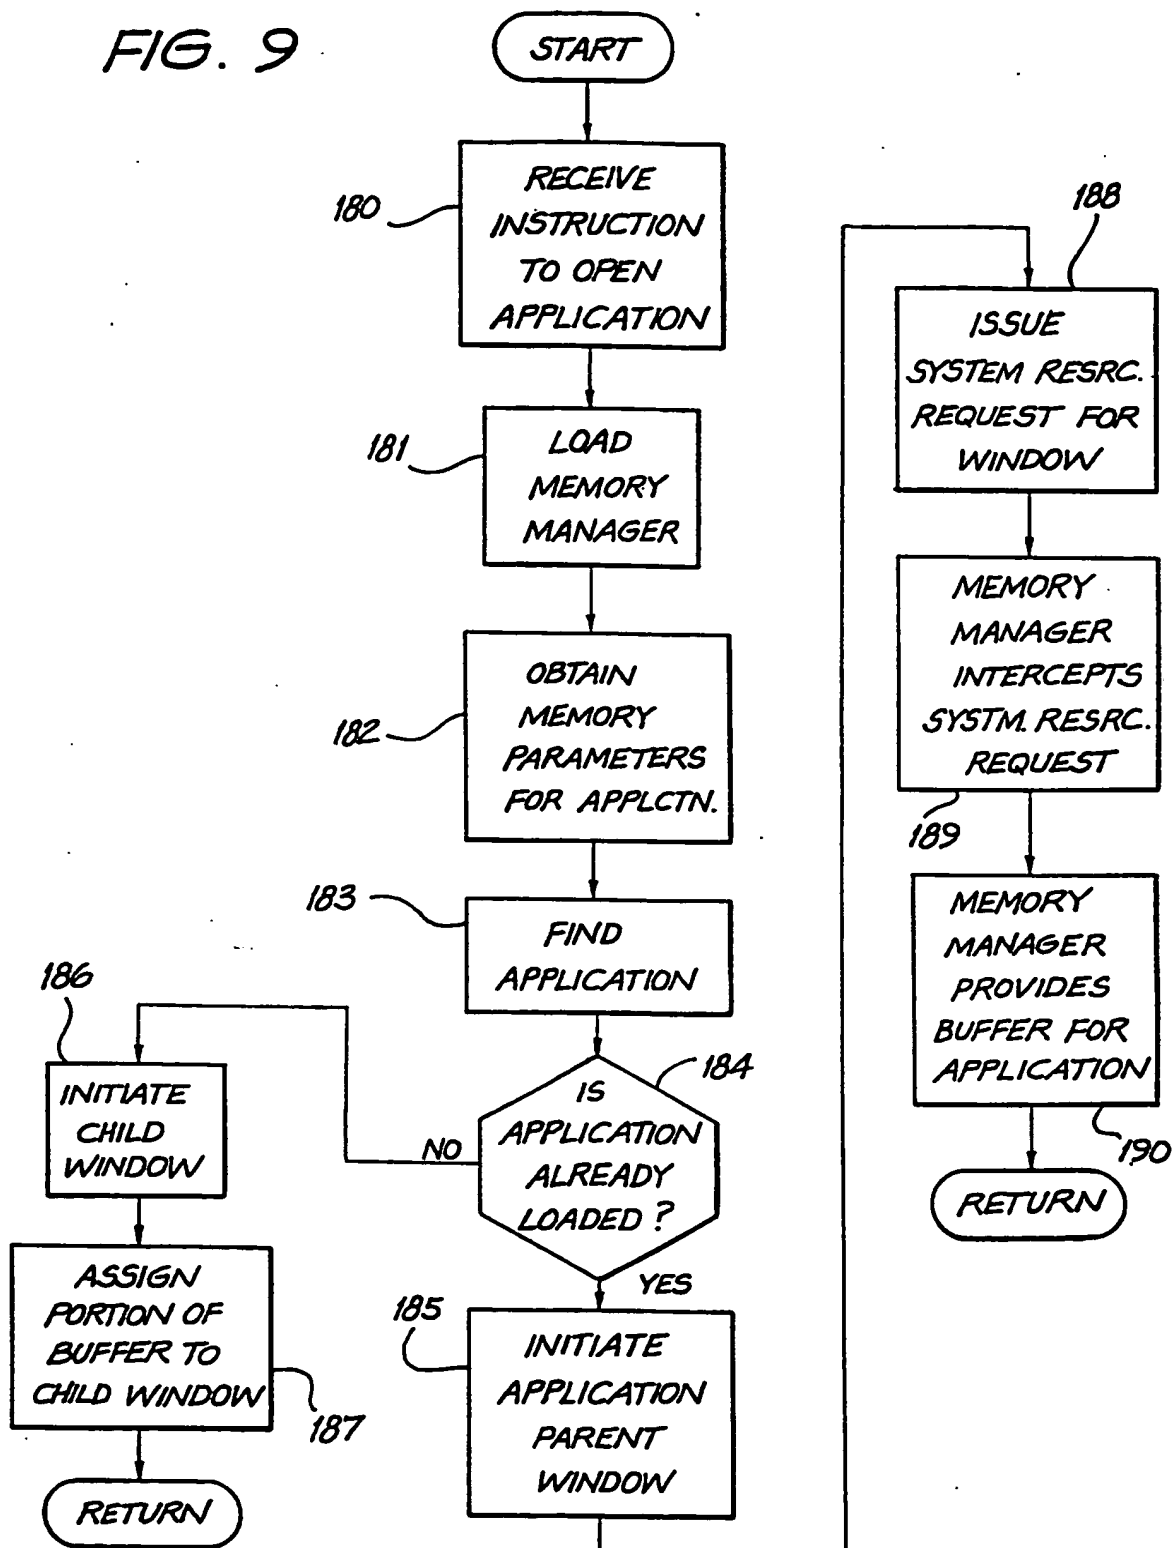 FIG. 9
START
180
RECEIVE
INSTRUCTION
TO OPEN
APPLICATION
181
LOAD
MEMORY
MANAGER
182
OBTAIN
MEMORY
PARAMETERS
FOR APPLCTN.
183
FIND
APPLICATION
184
IS
APPLICATION
ALREADY
LOADED?
NO
YES
186
INITIATE
CHILD
WINDOW
ASSIGN
PORTION OF
BUFFER TO
CHILD WINDOW
187
RETURN
185
INITIATE
APPLICATION
PARENT
WINDOW
188
ISSUE
SYSTEM RESRC.
REQUEST FOR
WINDOW
MEMORY
MANAGER
INTERCEPTS
SYSTM. RESRC.
REQUEST
189
MEMORY
MANAGER
PROVIDES
BUFFER FOR
APPLICATION
190
RETURN